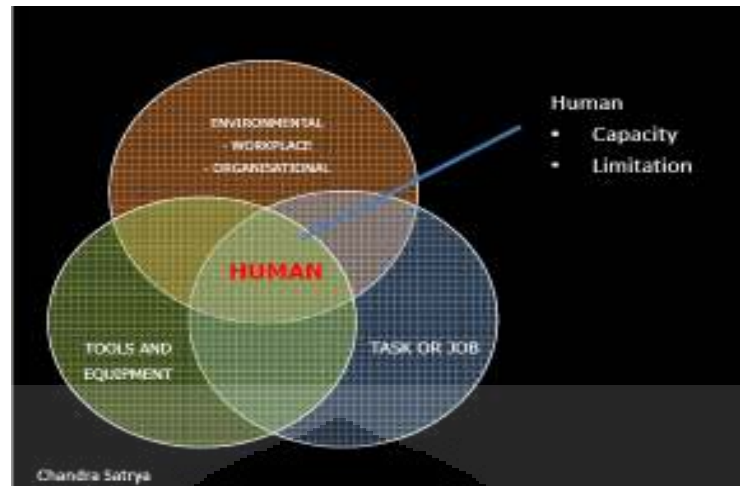 ENVIRONMENTAL
- WORKPLACE
- ORGANISATIONAL
Human
• Capacity
• Limitation
HUMAN
TOOLS AND
EQUIPMENT
TASK OR JOB
Chandra Satrya